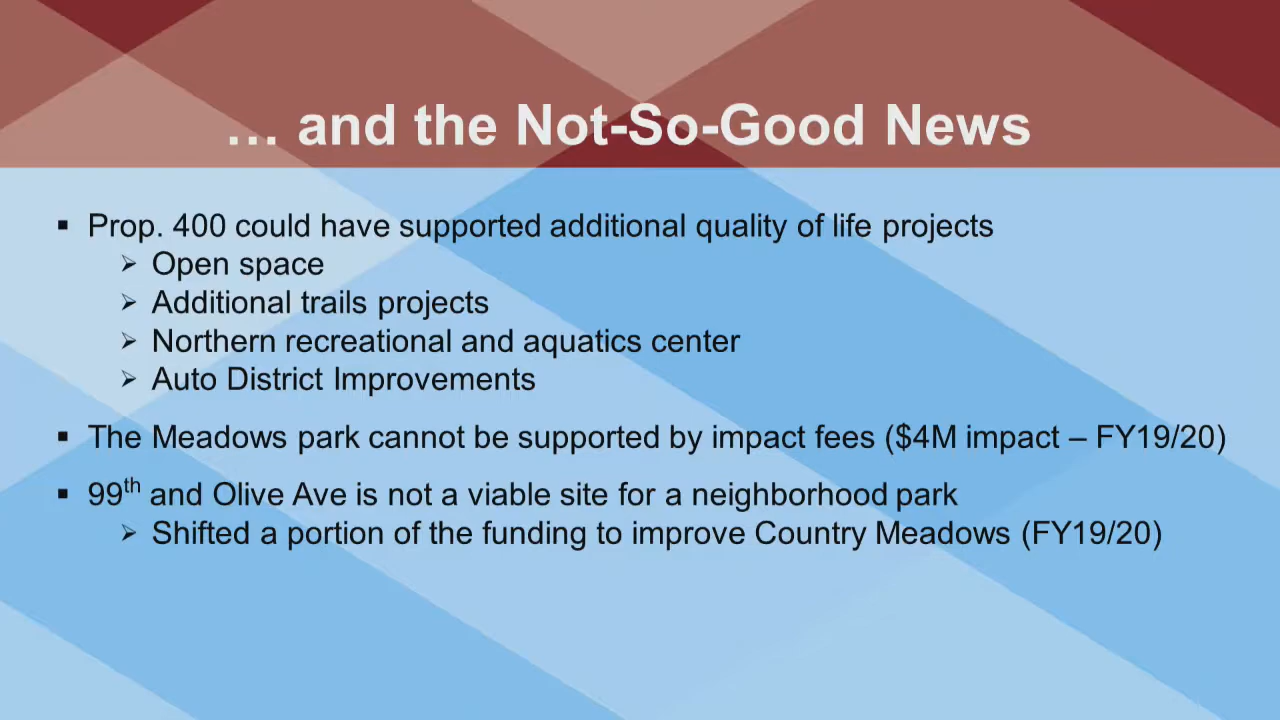 … and the Not-So-Good News
▪ Prop. 400 could have supported additional quality of life projects
➢ Open space
➢ Additional trails projects
➢ Northern recreational and aquatics center
➢ Auto District Improvements
▪ The Meadows park cannot be supported by impact fees ($4M impact – FY19/20)
▪ 99th and Olive Ave is not a viable site for a neighborhood park
➢ Shifted a portion of the funding to improve Country Meadows (FY19/20)